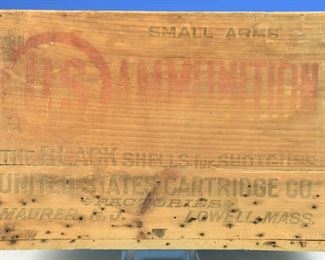 SMALL ARMS
US AMMUNITION
THE BLACK SHELLS for SHOTGUNS
UNITED STATES CARTRIDGE CO.
FACTORIES
MAURER, N.J. LOWELL, MASS.